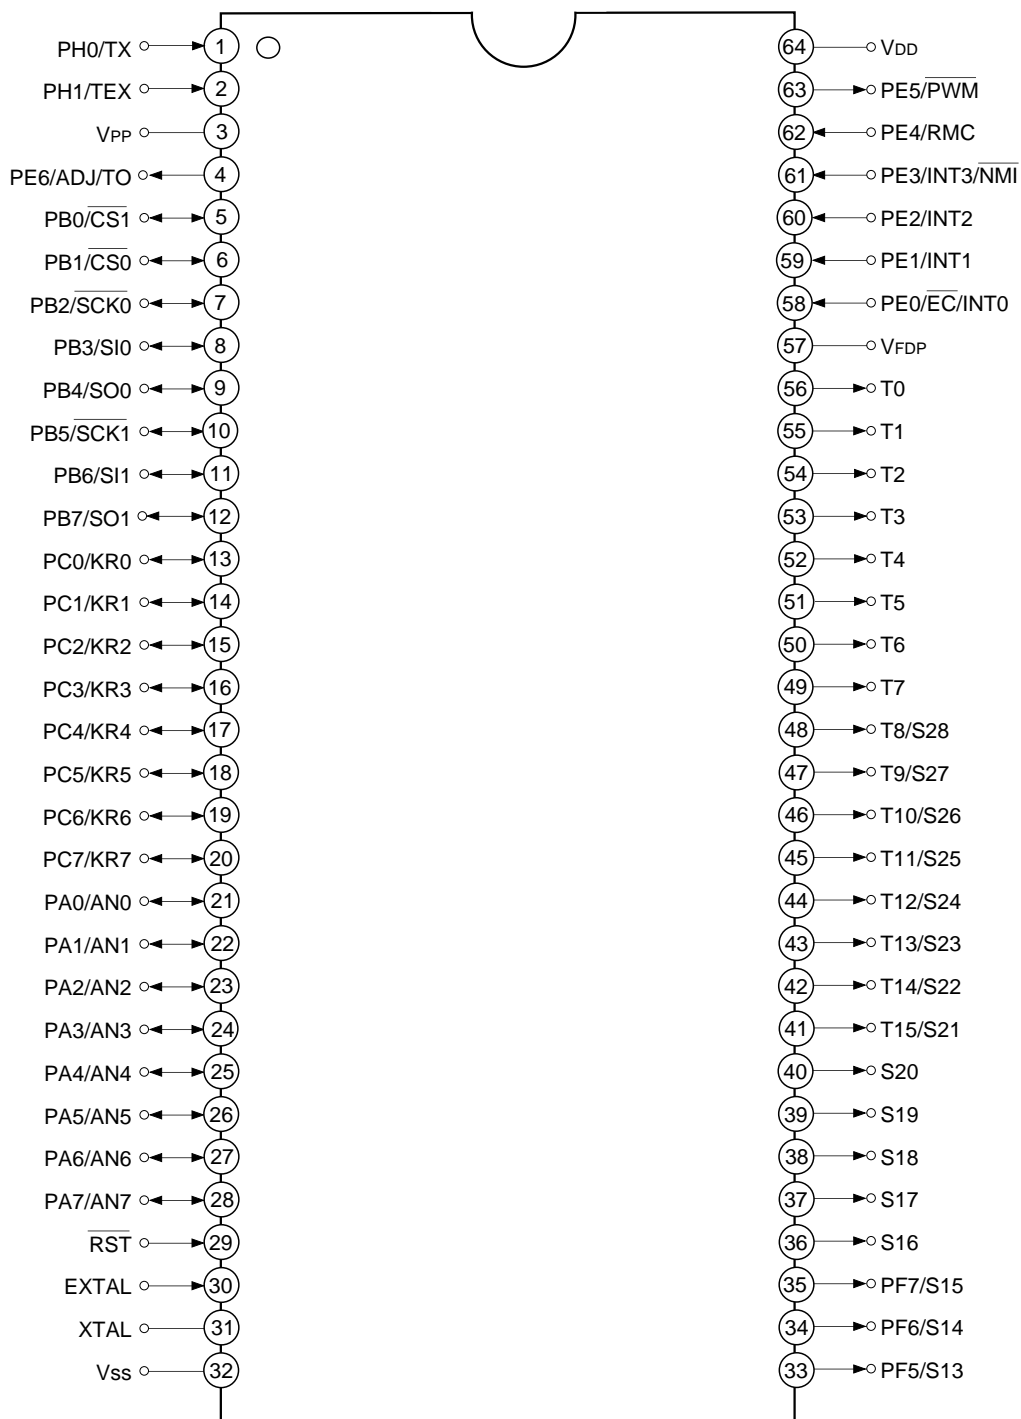 PH0/TX 1 64 VDD
PH1/TEX 2 63 PE5/P̅W̅M̅
VPP 3 62 PE4/RMC
PE6/ADJ/TO 4 61 PE3/INT3/N̅M̅I̅
PB0/C̅S̅1̅ 5 60 PE2/INT2
PB1/C̅S̅0̅ 6 59 PE1/INT1
PB2/S̅C̅K̅0̅ 7 58 PE0/E̅C̅/INT0
PB3/SI0 8 57 VFDP
PB4/SO0 9 56 T0
PB5/S̅C̅K̅1̅ 10 55 T1
PB6/SI1 11 54 T2
PB7/SO1 12 53 T3
PC0/KR0 13 52 T4
PC1/KR1 14 51 T5
PC2/KR2 15 50 T6
PC3/KR3 16 49 T7
PC4/KR4 17 48 T8/S28
PC5/KR5 18 47 T9/S27
PC6/KR6 19 46 T10/S26
PC7/KR7 20 45 T11/S25
PA0/AN0 21 44 T12/S24
PA1/AN1 22 43 T13/S23
PA2/AN2 23 42 T14/S22
PA3/AN3 24 41 T15/S21
PA4/AN4 25 40 S20
PA5/AN5 26 39 S19
PA6/AN6 27 38 S18
PA7/AN7 28 37 S17
R̅S̅T̅ 29 36 S16
EXTAL 30 35 PF7/S15
XTAL 31 34 PF6/S14
Vss 32 33 PF5/S13